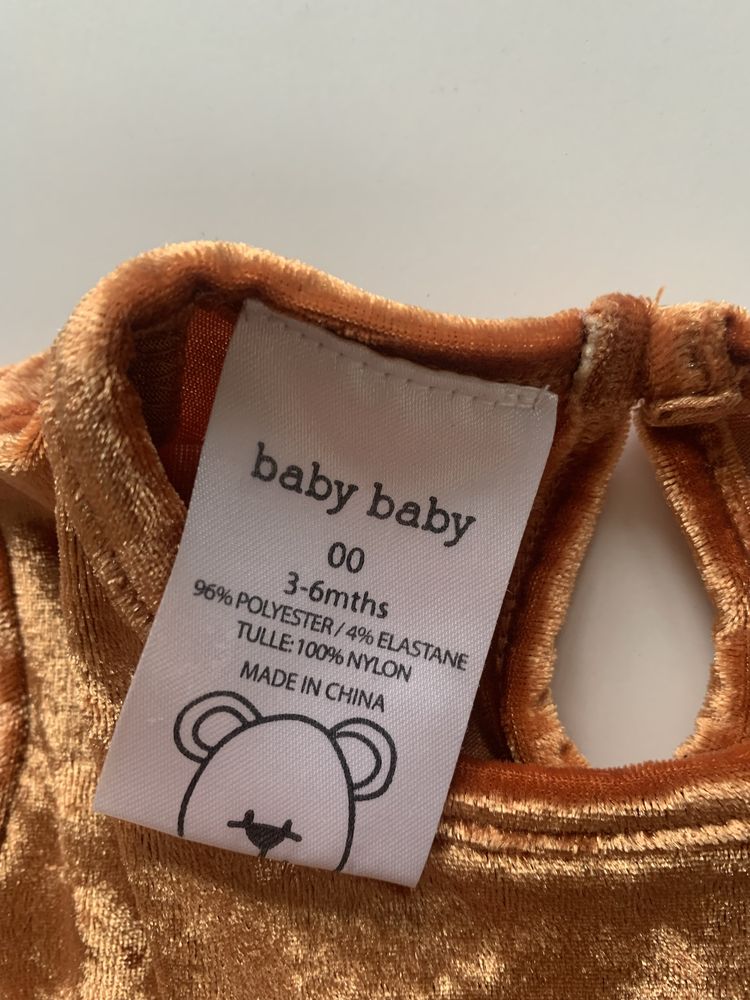 baby baby
00
3-6mths
96% POLYESTER / 4% ELASTANE
TULLE: 100% NYLON
MADE IN CHINA